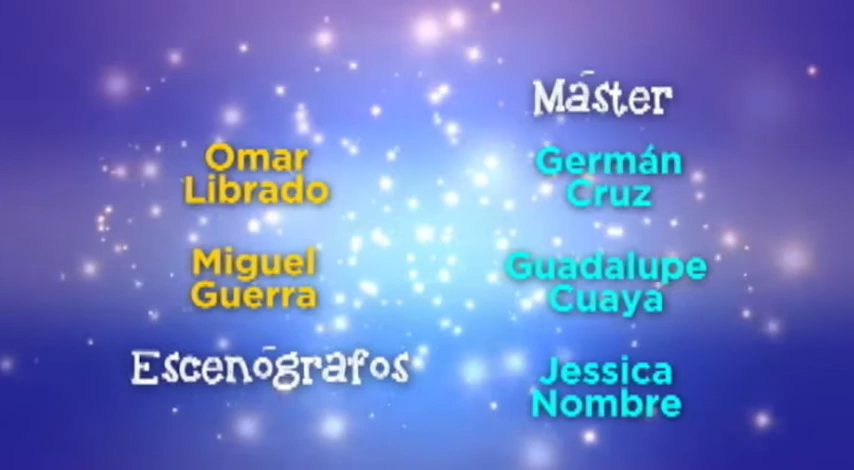 Omar
Librado
Miguel
Guerra
Escenógrafos
Máster
Germán
Cruz
Guadalupe
Cuaya
Jessica
Nombre